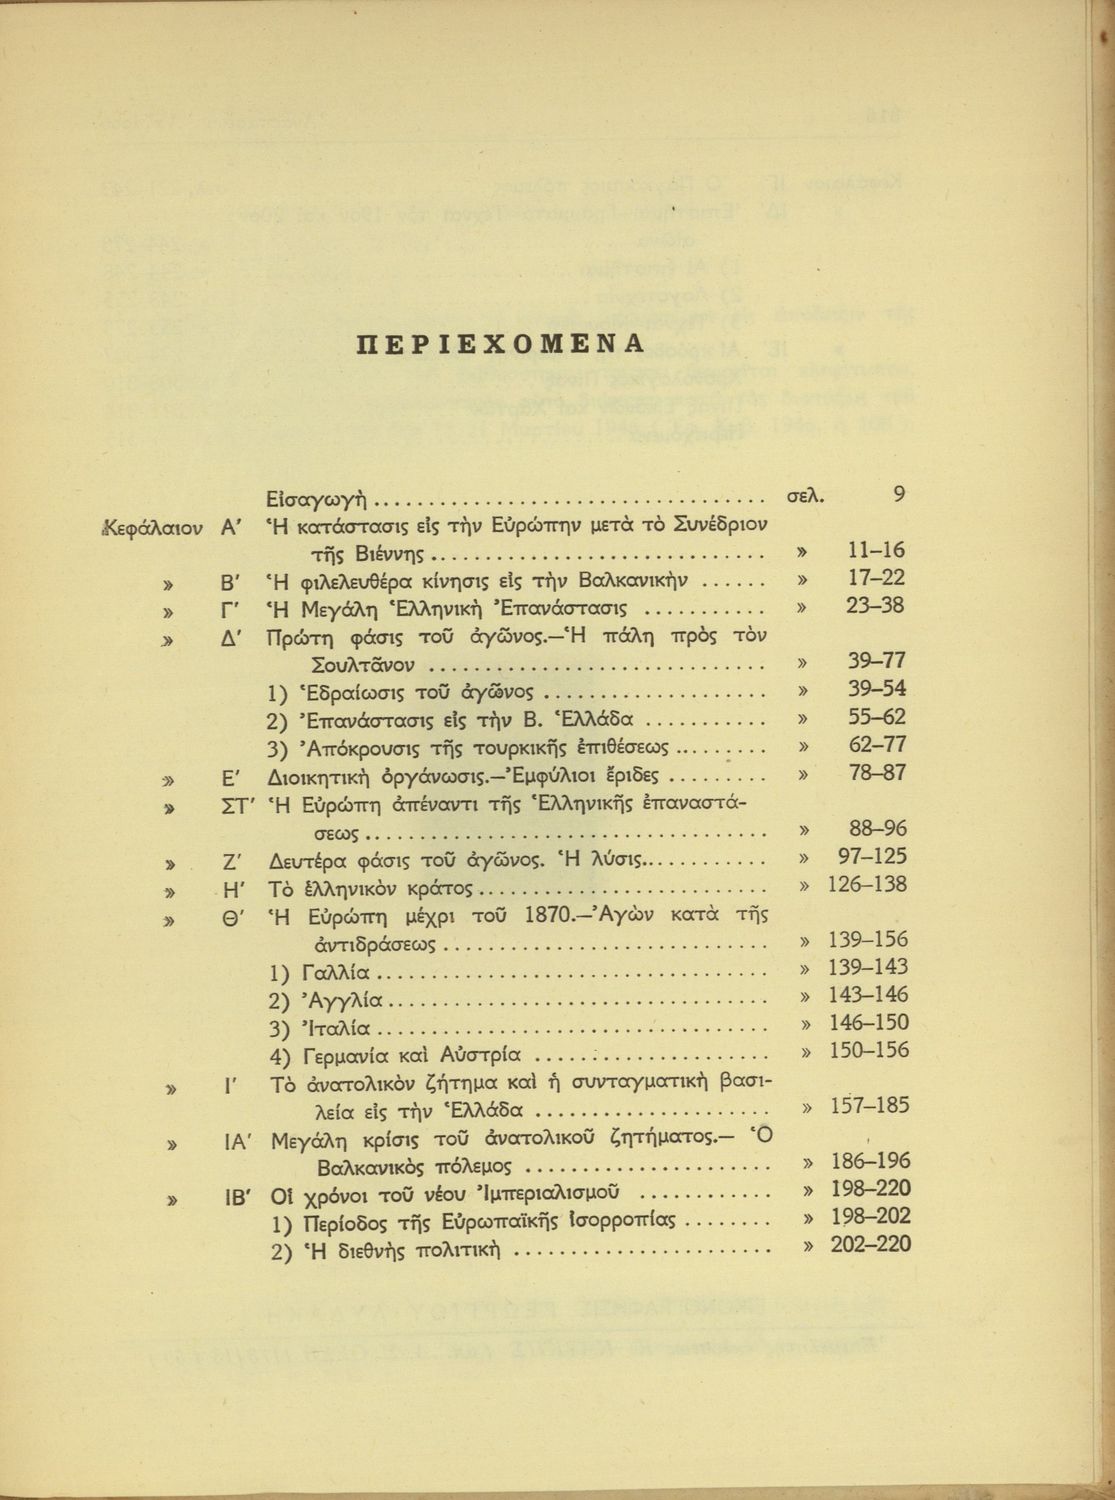 ΠΕΡΙΕΧΟΜΕΝΑ
Εἰσαγωγὴ .................................... σελ. 9
Κεφάλαιον Α′ Ἡ κατάστασις εἰς τὴν Εὐρώπην μετὰ τὸ Συνέδριον
τῆς Βιέννης ............................... » 11–16
» Β′ Ἡ φιλελευθέρα κίνησις εἰς τὴν Βαλκανικὴν ...... » 17–22
» Γ′ Ἡ Μεγάλη Ἑλληνικὴ Ἐπανάστασις ........... » 23–38
» Δ′ Πρώτη φάσις τοῦ ἀγῶνος.—Ἡ πάλη πρὸς τὸν
Σουλτᾶνον ............................... » 39–77
1) Ἑδραίωσις τοῦ ἀγῶνος ..................... » 39–54
2) Ἐπανάστασις εἰς τὴν Β. Ἑλλάδα ........... » 55–62
3) Ἀπόκρουσις τῆς τουρκικῆς ἐπιθέσεως ......... » 62–77
» Ε′ Διοικητικὴ ὀργάνωσις.—Ἐμφύλιοι ἔριδες ......... » 78–87
» ΣΤ′ Ἡ Εὐρώπη ἀπέναντι τῆς Ἑλληνικῆς ἐπαναστά-
σεως ..................................... » 88–96
» Ζ′ Δευτέρα φάσις τοῦ ἀγῶνος. Ἡ λύσις............ » 97–125
» Η′ Τὸ ἑλληνικὸν κράτος ........................... » 126–138
» Θ′ Ἡ Εὐρώπη μέχρι τοῦ 1870.—Ἀγὼν κατὰ τῆς
ἀντιδράσεως .............................. » 139–156
1) Γαλλία .................................... » 139–143
2) Ἀγγλία ................................... » 143–146
3) Ἰταλία .................................... » 146–150
4) Γερμανία καὶ Αὐστρία ...................... » 150–156
» Ι′ Τὸ ἀνατολικὸν ζήτημα καὶ ἡ συνταγματικὴ βασι-
λεία εἰς τὴν Ἑλλάδα ...................... » 157–185
» ΙΑ′ Μεγάλη κρίσις τοῦ ἀνατολικοῦ ζητήματος.— Ὁ
Βαλκανικὸς πόλεμος ....................... » 186–196
» ΙΒ′ Οἱ χρόνοι τοῦ νέου Ἰμπεριαλισμοῦ ............ » 198–220
1) Περίοδος τῆς Εὐρωπαϊκῆς ἰσορροπίας ........ » 198–202
2) Ἡ διεθνὴς πολιτικὴ ........................ » 202–220